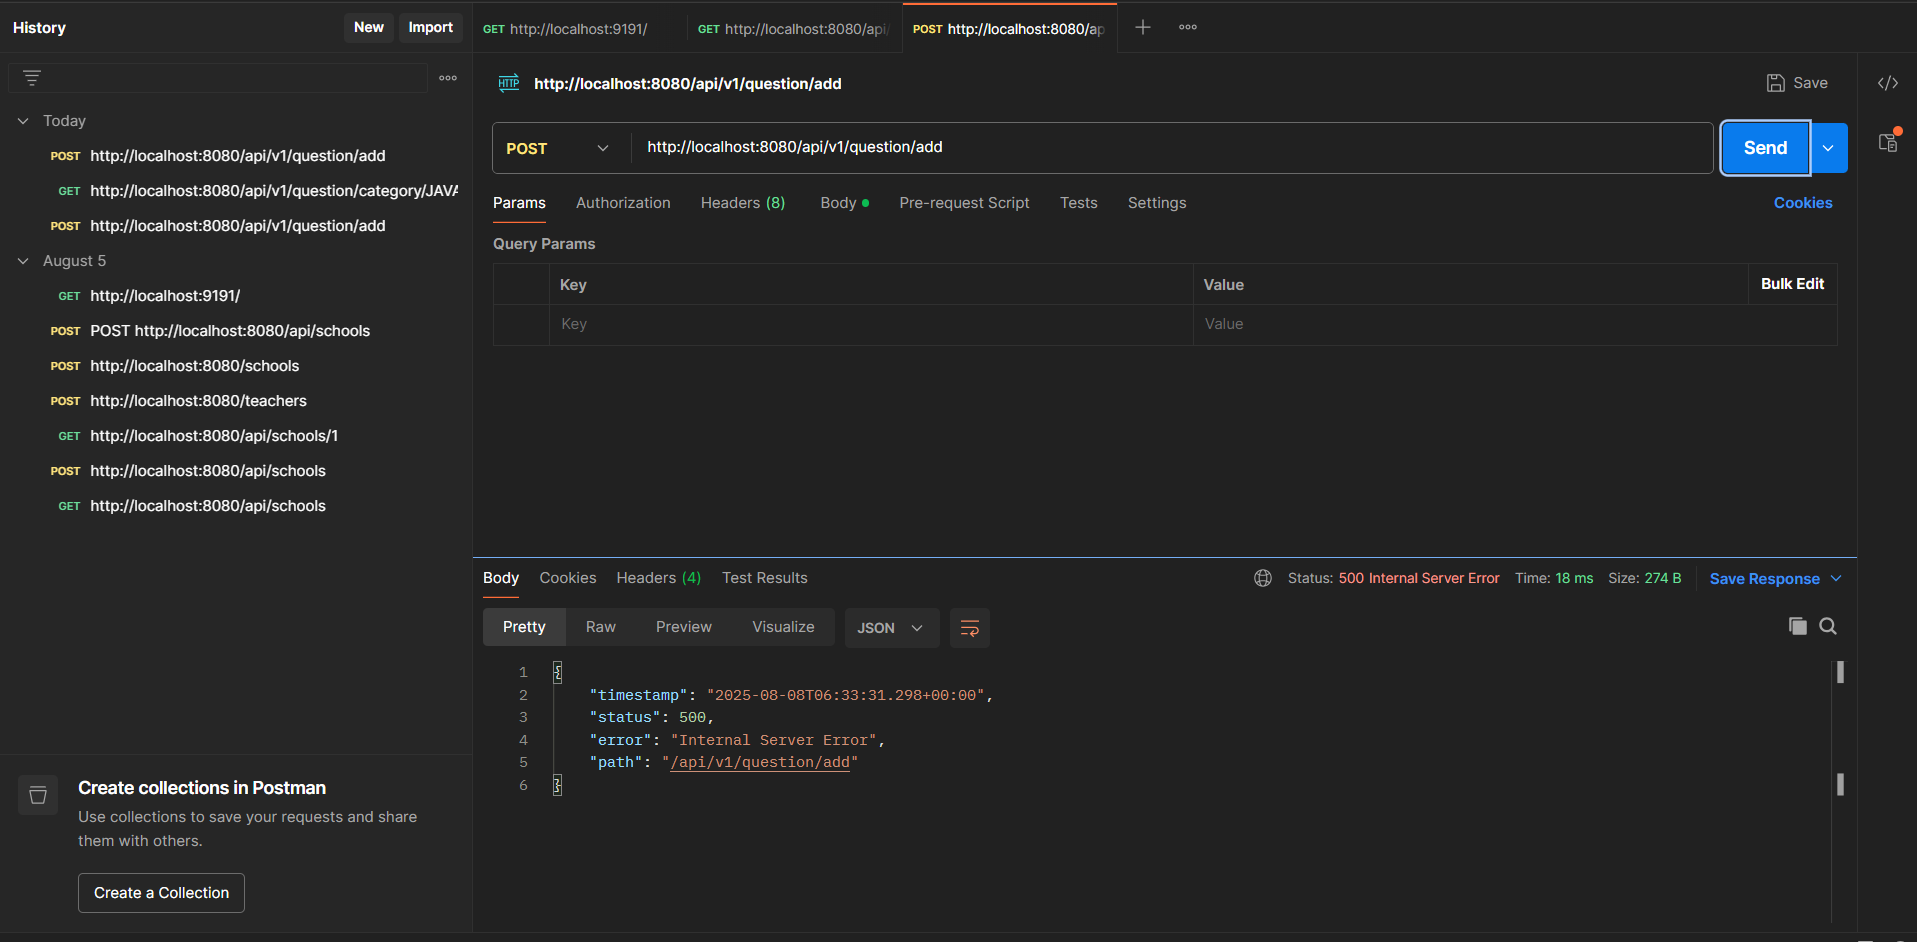 History
New
Import
GET http://localhost:9191/
GET http://localhost:8080/api/
POST http://localhost:8080/ap
Today
POST http://localhost:8080/api/v1/question/add
GET http://localhost:8080/api/v1/question/category/JAVA
POST http://localhost:8080/api/v1/question/add
August 5
GET http://localhost:9191/
POST POST http://localhost:8080/api/schools
POST http://localhost:8080/schools
POST http://localhost:8080/teachers
GET http://localhost:8080/api/schools/1
POST http://localhost:8080/api/schools
GET http://localhost:8080/api/schools
Create collections in Postman
Use collections to save your requests and share
them with others.
Create a Collection
HTTP http://localhost:8080/api/v1/question/add
Save
POST http://localhost:8080/api/v1/question/add
Send
Params Authorization Headers (8) Body Pre-request Script Tests Settings Cookies
Query Params
Key Value Bulk Edit
Key Value
Body Cookies Headers (4) Test Results Status: 500 Internal Server Error Time: 18 ms Size: 274 B Save Response
Pretty Raw Preview Visualize JSON
1 {
2 "timestamp": "2025-08-08T06:33:31.298+00:00",
3 "status": 500,
4 "error": "Internal Server Error",
5 "path": "/api/v1/question/add"
6 }